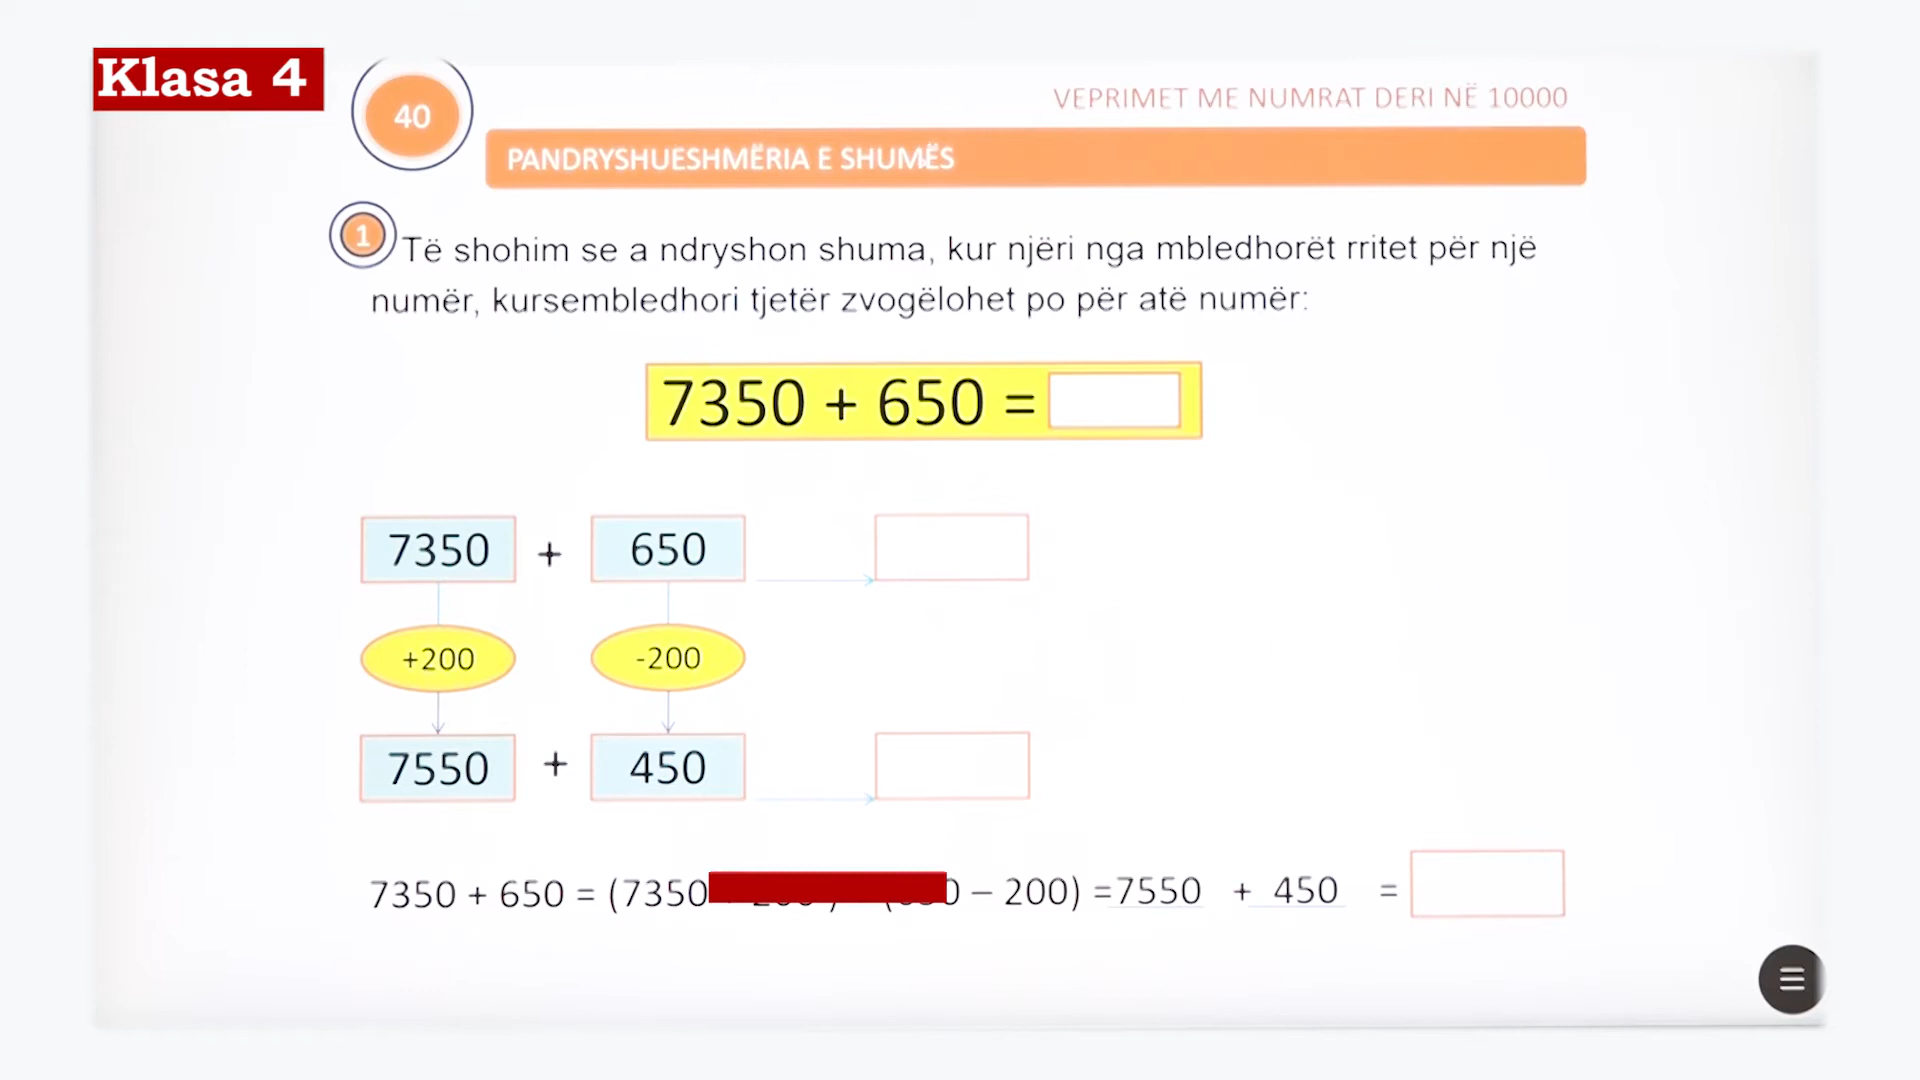 Klasa 4
40
VEPRIMET ME NUMRAT DERI NË 10000
PANDRYSHUESHMËRIA E SHUMËS
1
Të shohim se a ndryshon shuma, kur njëri nga mbledhorët rritet për një
numër, kursembledhori tjetër zvogëlohet po për atë numër:
7350 + 650 =
7350 + 650
+200 -200
7550 + 450
7350 + 650 = (7350 0 – 200) =7550 + 450 =